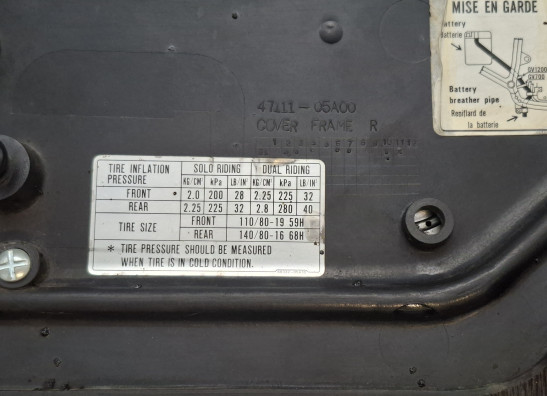 MISE EN GARDE
attery
batterie
GV1200
GV700
Battery
breather pipe
Reniflard de
la batterie
47111-05A00
COVER FRAME R
TIRE INFLATION PRESSURE SOLO RIDING DUAL RIDING
KG/CM² kPa LB/IN² KG/CM² kPa LB/IN²
FRONT * 2.0 200 28 2.25 225 32
REAR 2.25 225 32 2.8 280 40
TIRE SIZE FRONT 110/80-19 59H
REAR 140/80-16 68H
* TIRE PRESSURE SHOULD BE MEASURED
WHEN TIRE IS IN COLD CONDITION.